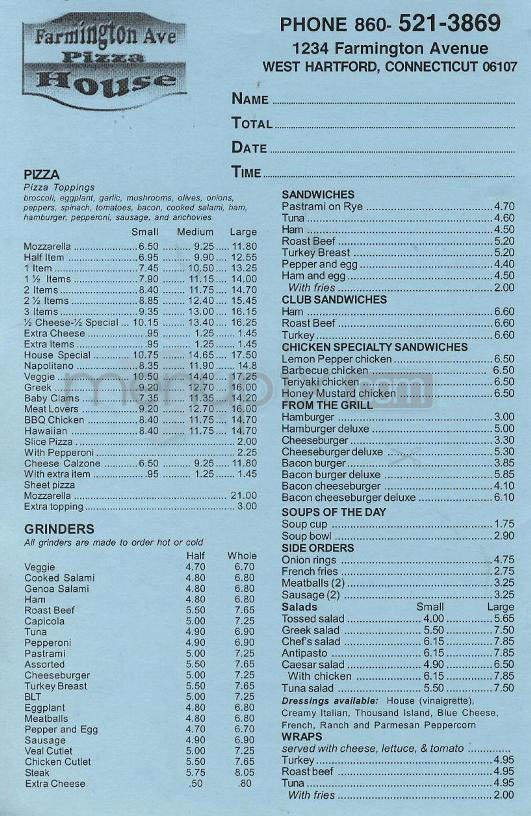 Farmington Ave
Pizza
House
PHONE 860- 521-3869
1234 Farmington Avenue
WEST HARTFORD, CONNECTICUT 06107
NAME
TOTAL
DATE
TIME
PIZZA
Pizza Toppings
broccoli, eggplant, garlic, mushrooms, olives, onions,
peppers, spinach, tomatoes, bacon, cooked salami, ham,
hamburger, pepperoni, sausage, and anchovies
Small Medium Large
Mozzarella 6.50 9.25 11.80
Half Item 6.95 9.90 12.55
1 Item 7.45 10.50 13.25
1 ½ Items 7.90 11.15 14.00
2 Items 8.40 11.75 14.70
2 ½ Items 8.85 12.40 15.45
3 Items 9.35 13.00 16.15
½ Cheese-½ Special 10.15 13.40 16.25
Extra Cheese .95 1.25 1.45
Extra Items .95 1.25 1.45
House Special 10.75 14.65 17.50
Napolitano 8.35 11.90 14.8
Veggie 10.50 4.40 17.25
Greek 9.20 12.70 16.00
Baby Clams 7.35 11.35 14.20
Meat Lovers 9.20 12.70 16.00
BBQ Chicken 8.40 11.75 14.70
Hawaiian 8.40 11.75 14.70
Slice Pizza 2.00
With Pepperoni 2.25
Cheese Calzone 6.50 9.25 11.80
With extra item .95 1.25 1.45
Sheet pizza
Mozzarella 21.00
Extra topping 3.00
GRINDERS
All grinders are made to order hot or cold
Half Whole
Veggie 4.70 6.70
Cooked Salami 4.80 6.80
Genoa Salami 4.80 6.80
Ham 4.80 6.80
Roast Beef 5.50 7.65
Capicola 5.00 7.25
Tuna 4.90 6.90
Pepperoni 4.90 6.90
Pastrami 5.00 7.25
Assorted 5.50 7.65
Cheeseburger 5.00 7.25
Turkey Breast 5.50 7.65
BLT 5.00 7.25
Eggplant 4.80 6.80
Meatballs 4.80 6.80
Pepper and Egg 4.70 6.70
Sausage 4.90 6.90
Veal Cutlet 5.00 7.25
Chicken Cutlet 5.50 7.65
Steak 5.75 8.05
Extra Cheese .50 .80
SANDWICHES
Pastrami on Rye 4.70
Tuna 4.60
Ham 4.50
Roast Beef 5.20
Turkey Breast 5.20
Pepper and egg 4.40
Ham and egg 4.50
With fries 2.00
CLUB SANDWICHES
Ham 6.60
Roast Beef 6.60
Turkey 6.60
CHICKEN SPECIALTY SANDWICHES
Lemon Pepper chicken 6.50
Barbecue chicken 6.50
Teriyaki chicken 6.50
Honey Mustard chicken 6.50
FROM THE GRILL
Hamburger 3.00
Hamburger deluxe 5.00
Cheeseburger 3.30
Cheeseburger deluxe 5.30
Bacon burger 3.85
Bacon burger deluxe 5.85
Bacon cheeseburger 4.10
Bacon cheeseburger deluxe 6.10
SOUPS OF THE DAY
Soup cup 1.75
Soup bowl 2.90
SIDE ORDERS
Onion rings 4.75
French fries 2.75
Meatballs (2) 3.25
Sausage (2) 3.25
Salads Small Large
Tossed salad 4.00 5.65
Greek salad 5.50 7.50
Chef's salad 6.15 7.85
Antipasto 6.15 7.85
Caesar salad 4.90 6.50
With chicken 6.15 7.85
Tuna salad 5.50 7.50
Dressings available: House (vinaigrette),
Creamy Italian, Thousand Island, Blue Cheese,
French, Ranch and Parmesan Peppercorn
WRAPS
served with cheese, lettuce, & tomato
Turkey 4.95
Roast beef 4.95
Tuna 4.95
With fries 2.00